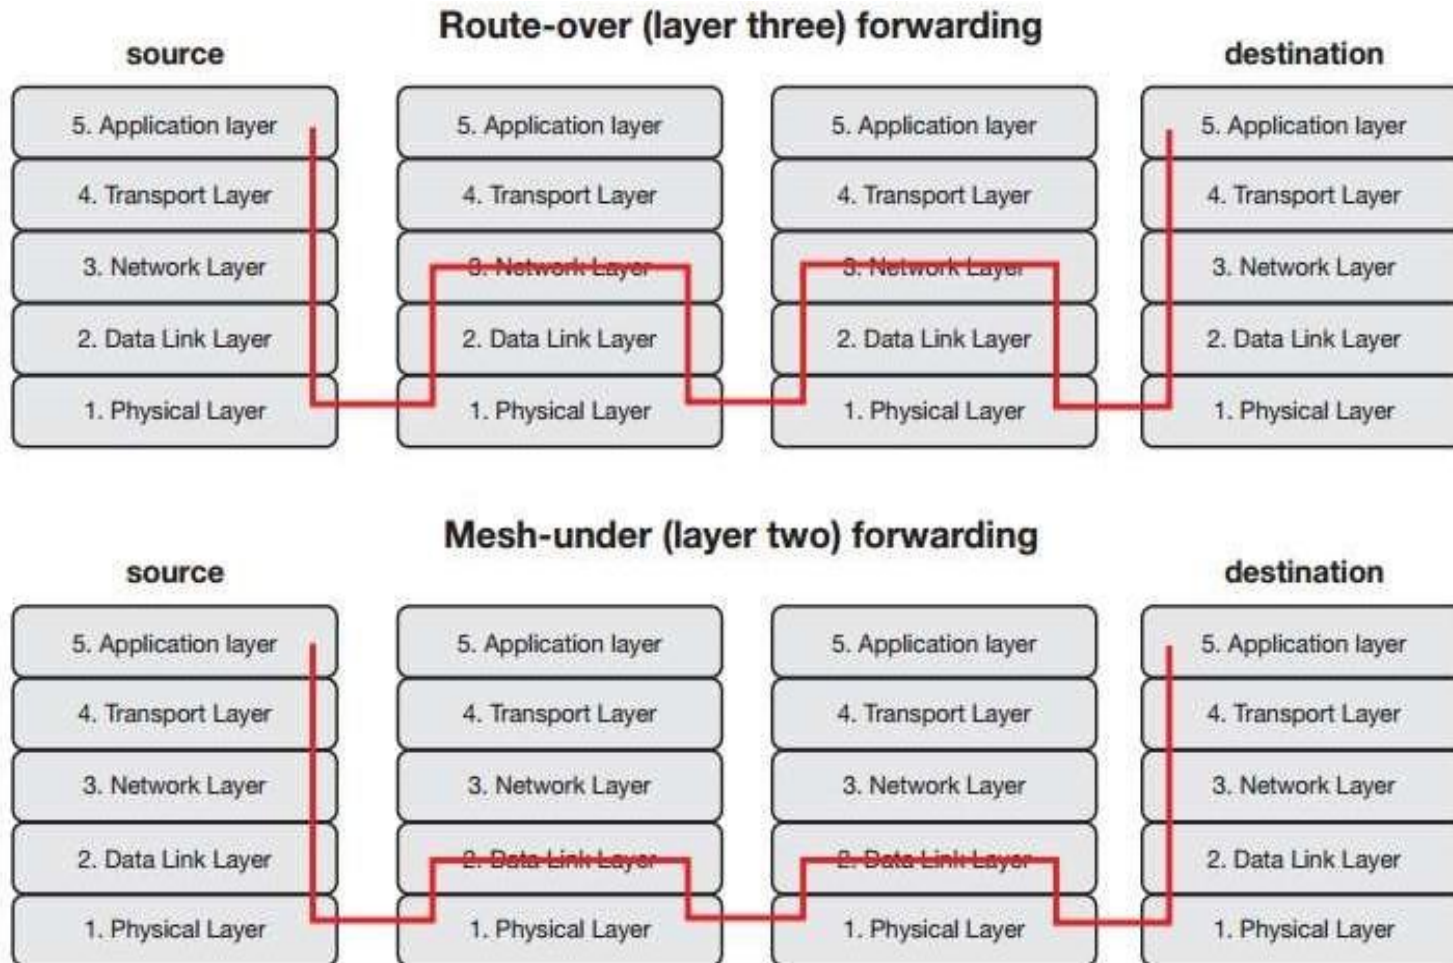 Route-over (layer three) forwarding
source
destination
5. Application layer
5. Application layer
5. Application layer
5. Application layer
4. Transport Layer
4. Transport Layer
4. Transport Layer
4. Transport Layer
3. Network Layer
3. Network Layer
3. Network Layer
3. Network Layer
2. Data Link Layer
2. Data Link Layer
2. Data Link Layer
2. Data Link Layer
1. Physical Layer
1. Physical Layer
1. Physical Layer
1. Physical Layer
Mesh-under (layer two) forwarding
source
destination
5. Application layer
5. Application layer
5. Application layer
5. Application layer
4. Transport Layer
4. Transport Layer
4. Transport Layer
4. Transport Layer
3. Network Layer
3. Network Layer
3. Network Layer
3. Network Layer
2. Data Link Layer
2. Data Link Layer
2. Data Link Layer
2. Data Link Layer
1. Physical Layer
1. Physical Layer
1. Physical Layer
1. Physical Layer